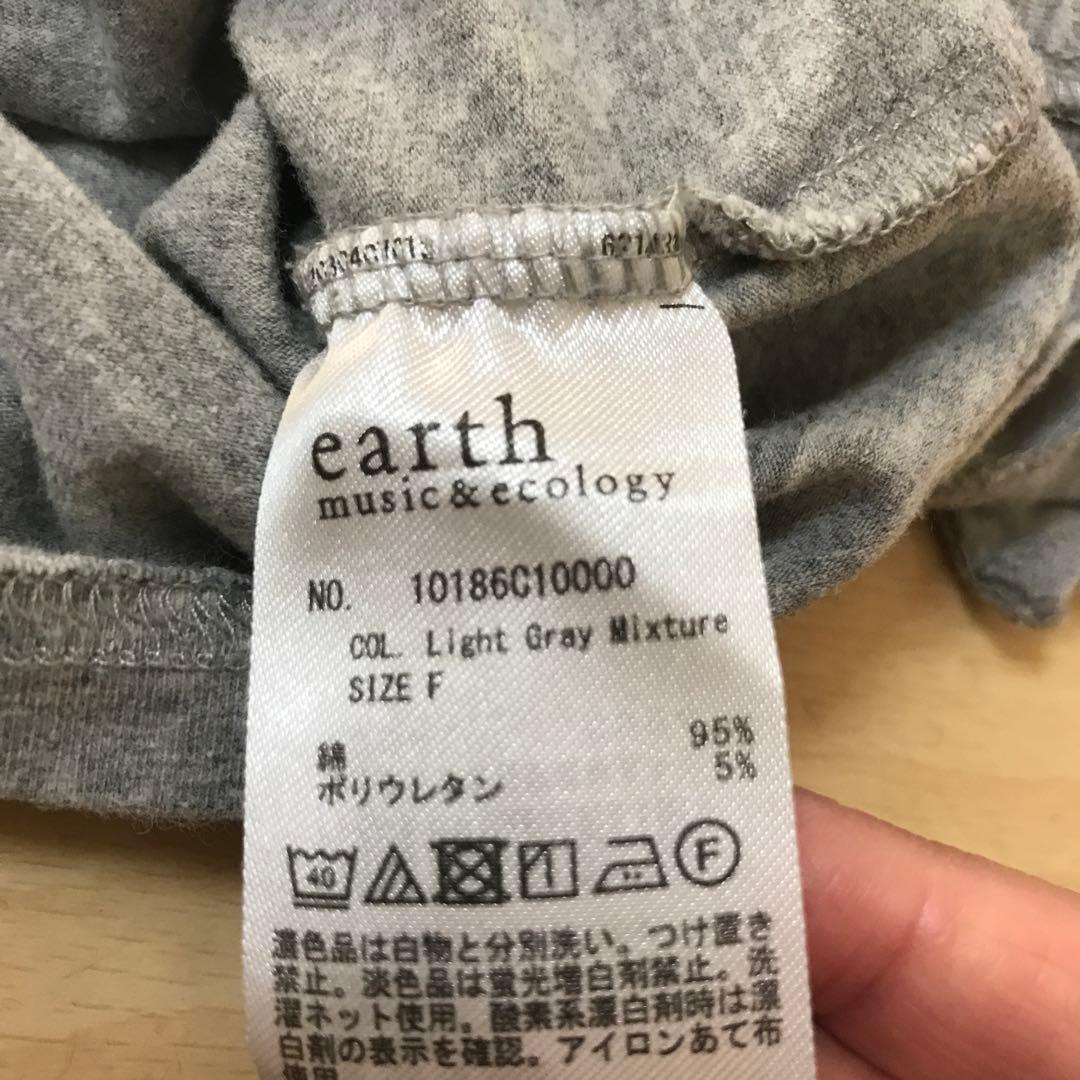 earth
music&ecology
NO. 10186C10000
COL. Light Gray Mixture
SIZE F
綿 95%
ポリウレタン 5%
40
F
濃色品は白物と分別洗い。つけ置き
禁止。淡色品は蛍光増白剤禁止。洗
濯ネット使用。酸素系漂白剤時は漂
白剤の表示を確認。アイロンあて布
使用